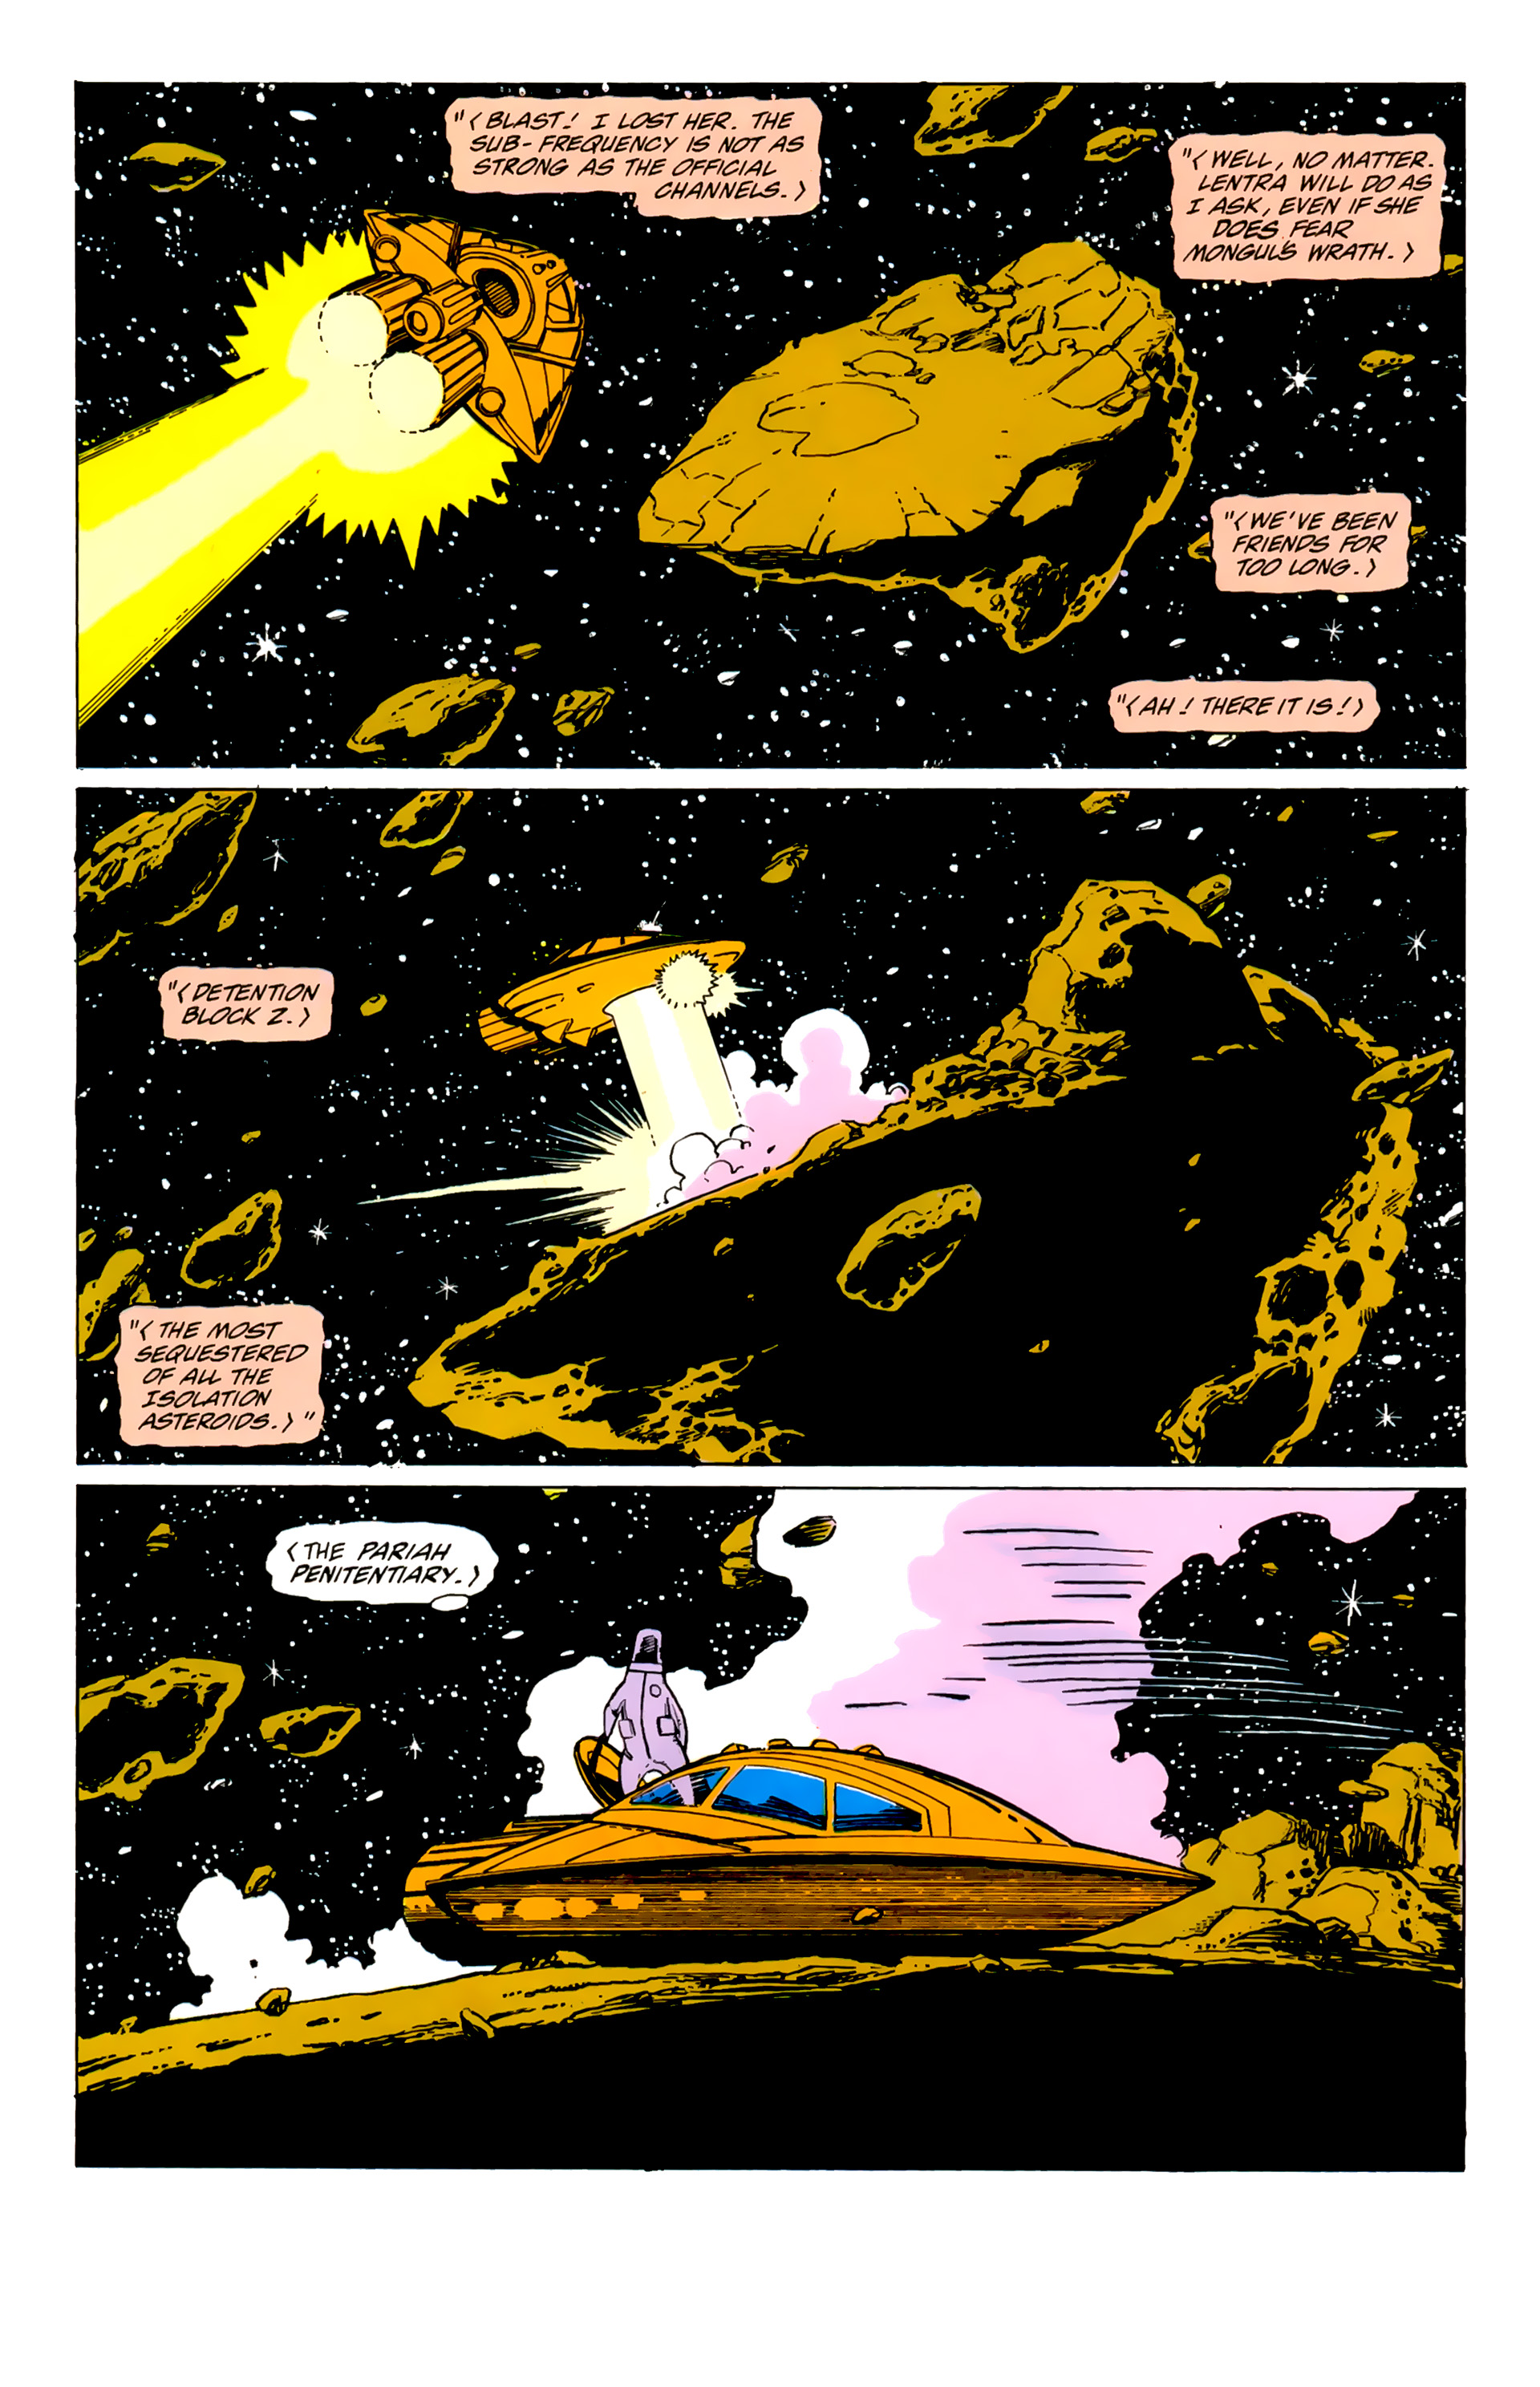 "< BLAST! I LOST HER. THE
SUB-FREQUENCY IS NOT AS
STRONG AS THE OFFICIAL
CHANNELS. >
"< WELL, NO MATTER.
LENTRA WILL DO AS
I ASK, EVEN IF SHE
DOES FEAR
MONGUL'S WRATH. >
"< WE'VE BEEN
FRIENDS FOR
TOO LONG. >
"< AH! THERE IT IS! >
"< DETENTION
BLOCK Z. >
"< THE MOST
SEQUESTERED
OF ALL THE
ISOLATION
ASTEROIDS. > "
< THE PARIAH
PENITENTIARY. >